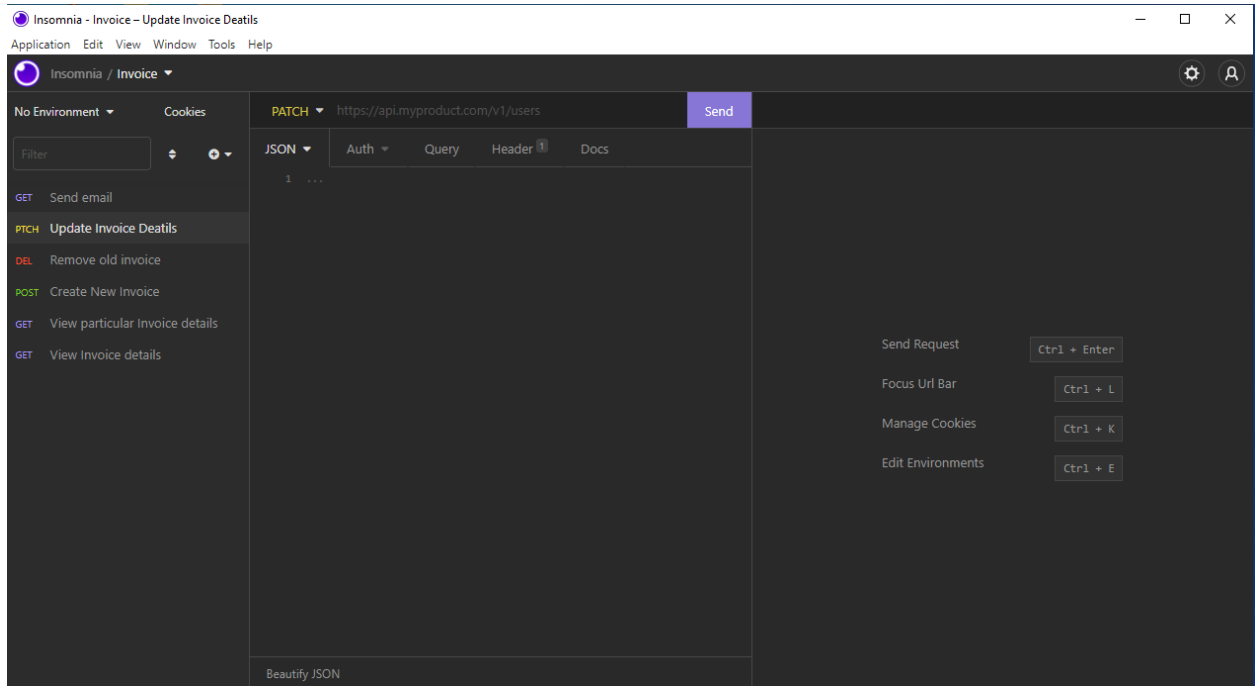 Insomnia - Invoice – Update Invoice Deatils
Application Edit View Window Tools Help
Insomnia / Invoice
No Environment Cookies
PATCH https://api.myproduct.com/v1/users Send
Filter
JSON Auth Query Header 1 Docs
1 ...
GET Send email
PTCH Update Invoice Deatils
DEL Remove old invoice
POST Create New Invoice
GET View particular Invoice details
GET View Invoice details
Send Request Ctrl + Enter
Focus Url Bar Ctrl + L
Manage Cookies Ctrl + K
Edit Environments Ctrl + E
Beautify JSON